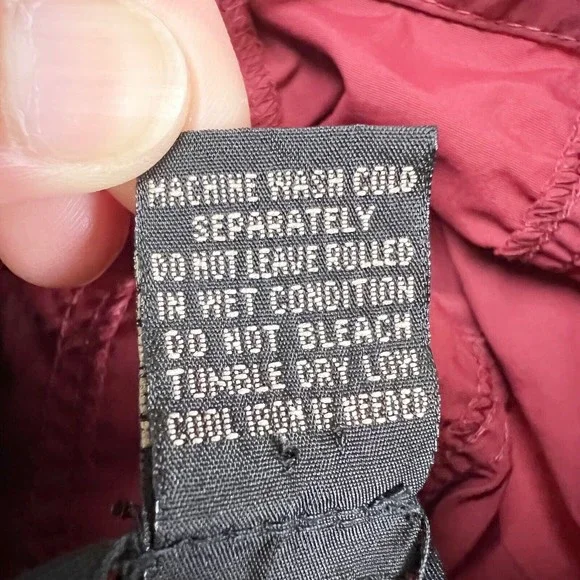 MACHINE WASH COLD
SEPARATELY
DO NOT LEAVE ROLLED
IN WET CONDITION
DO NOT BLEACH
TUMBLE DRY LOW
COOL IRON IF NEEDED